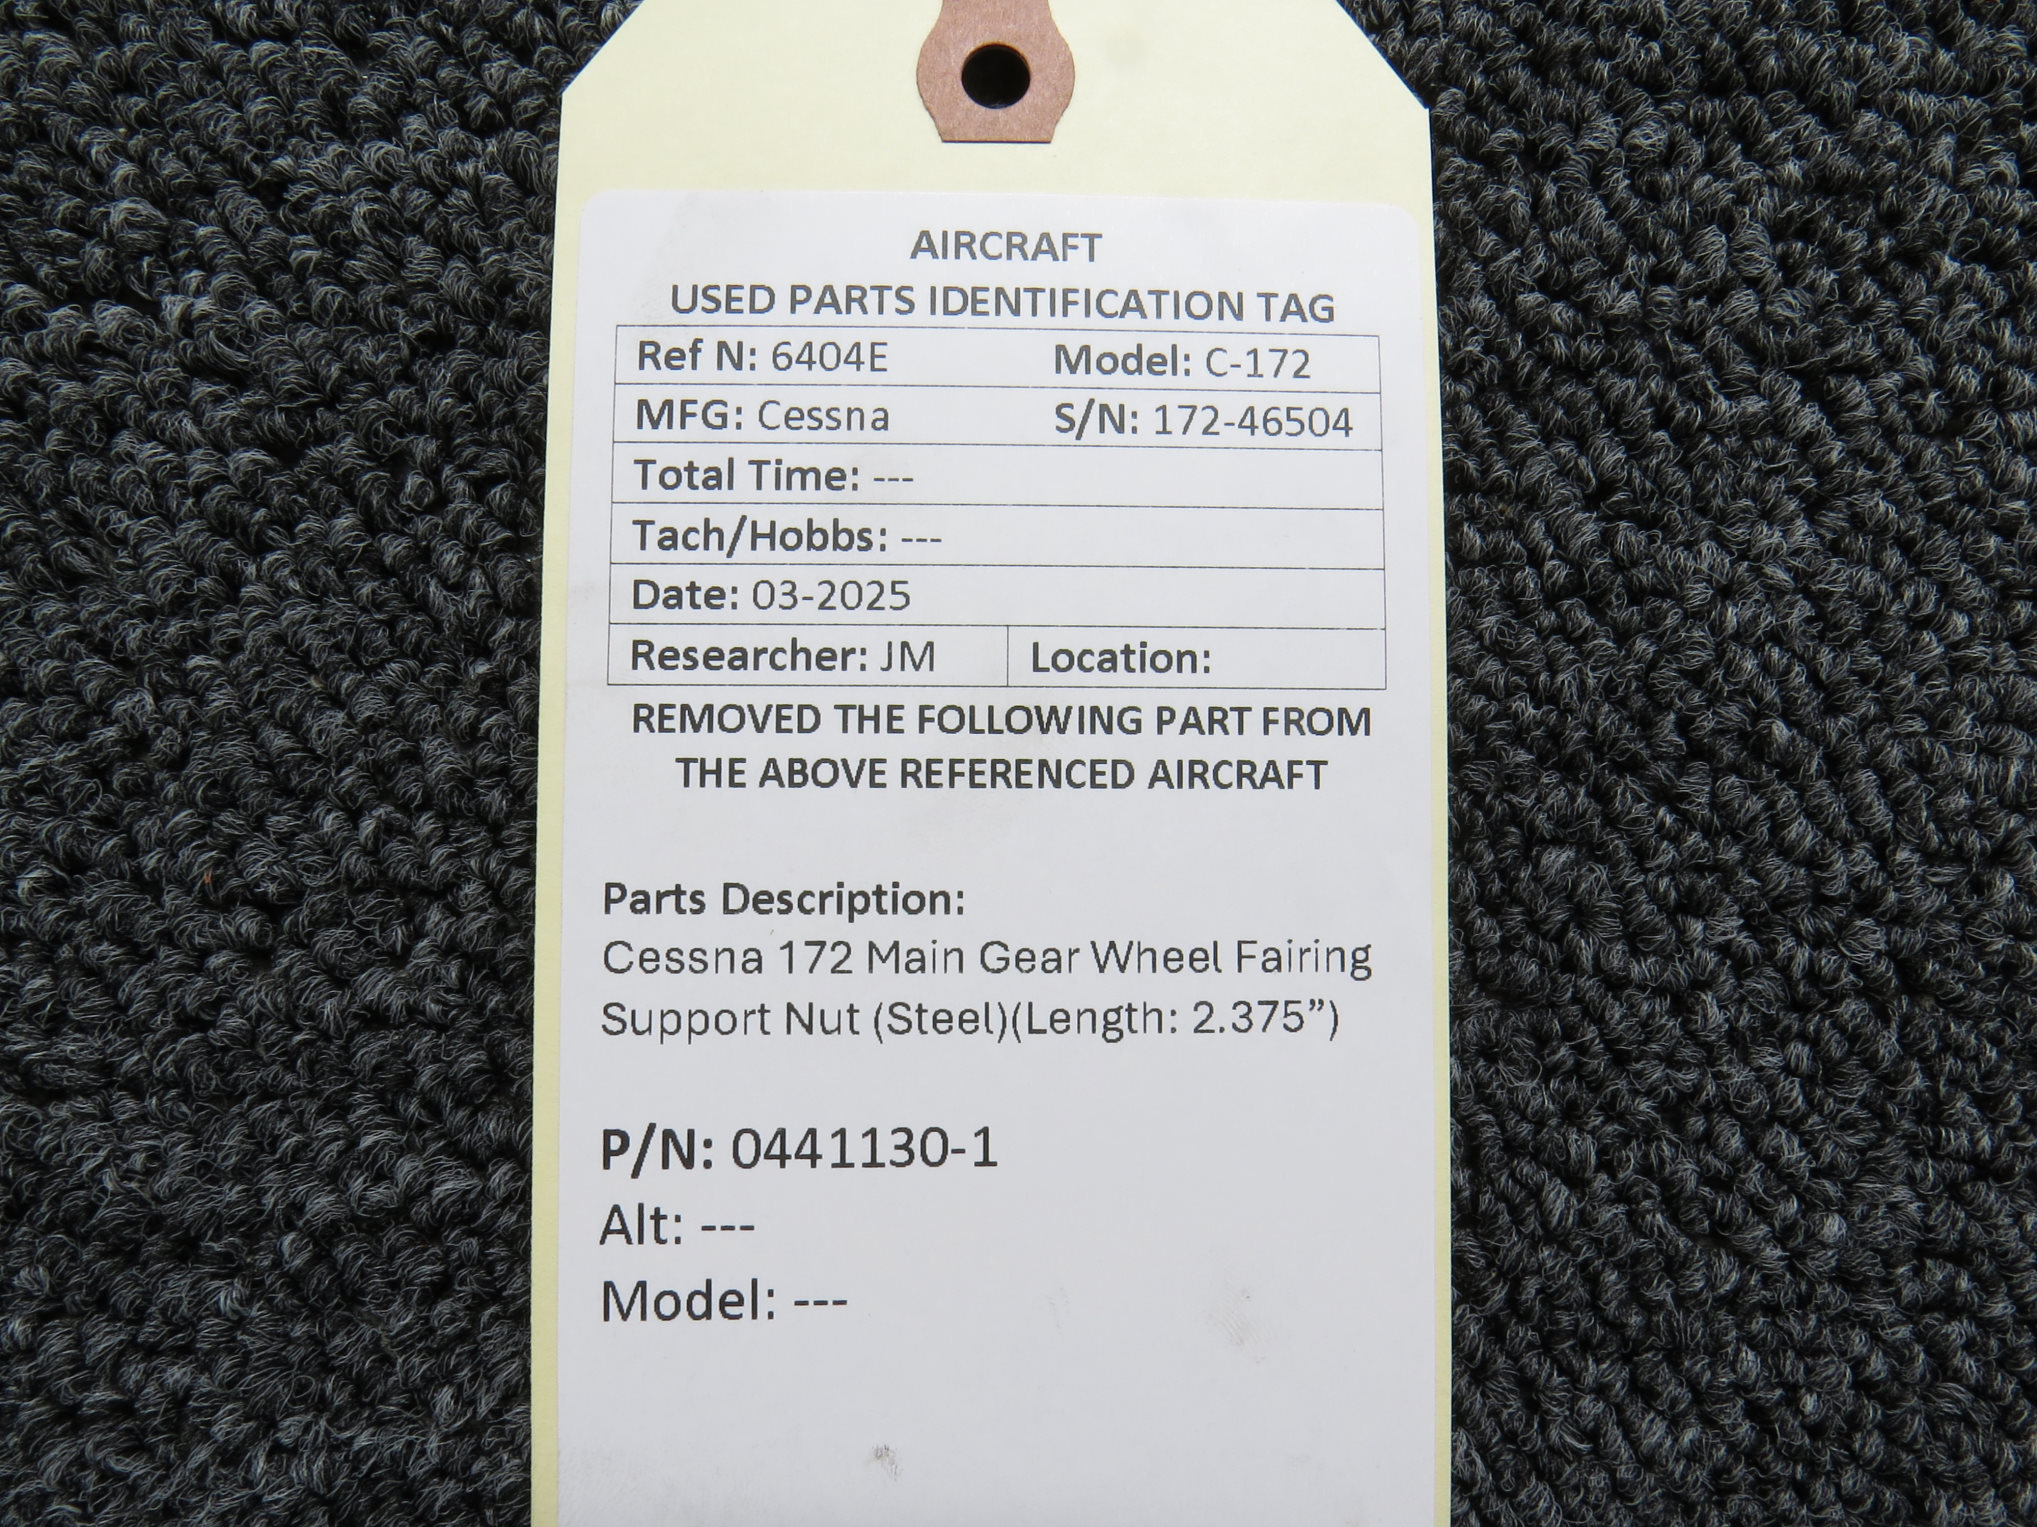 AIRCRAFT
USED PARTS IDENTIFICATION TAG
Ref N: 6404E Model: C-172
MFG: Cessna S/N: 172-46504
Total Time: ---
Tach/Hobbs: ---
Date: 03-2025
Researcher: JM Location:
REMOVED THE FOLLOWING PART FROM
THE ABOVE REFERENCED AIRCRAFT
Parts Description:
Cessna 172 Main Gear Wheel Fairing
Support Nut (Steel)(Length: 2.375”)
P/N: 0441130-1
Alt: ---
Model: ---